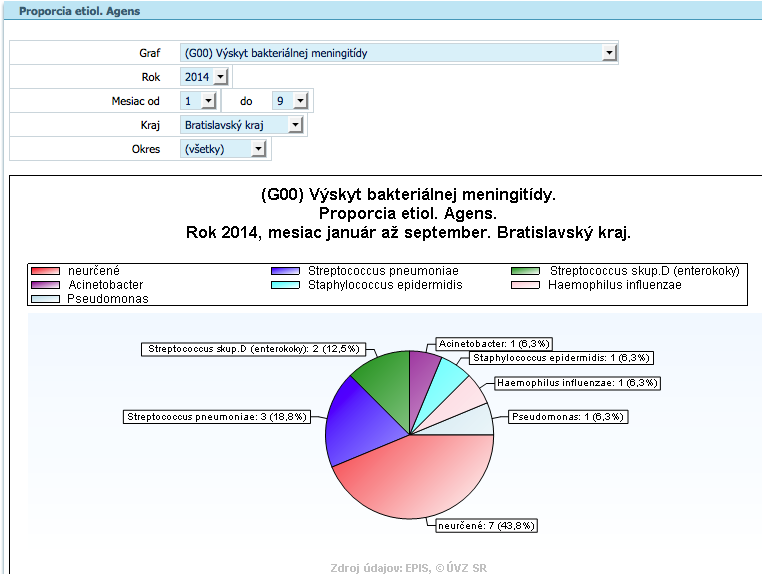 Proporcia etiol. Agens
Graf (G00) Výskyt bakteriálnej meningitídy
Rok 2014
Mesiac od 1 do 9
Kraj Bratislavský kraj
Okres (všetky)
(G00) Výskyt bakteriálnej meningitídy.
Proporcia etiol. Agens.
Rok 2014, mesiac január až september. Bratislavský kraj.
neurčené Streptococcus pneumoniae Streptococcus skup.D (enterokoky)
Acinetobacter Staphylococcus epidermidis Haemophilus influenzae
Pseudomonas
Acinetobacter: 1 (6,3%)
Streptococcus skup.D (enterokoky): 2 (12,5%)
Staphylococcus epidermidis: 1 (6,3%)
Haemophilus influenzae: 1 (6,3%)
Streptococcus pneumoniae: 3 (18,8%)
Pseudomonas: 1 (6,3%)
neurčené: 7 (43,8%)
Zdroj údajov: EPIS, © ÚVZ SR